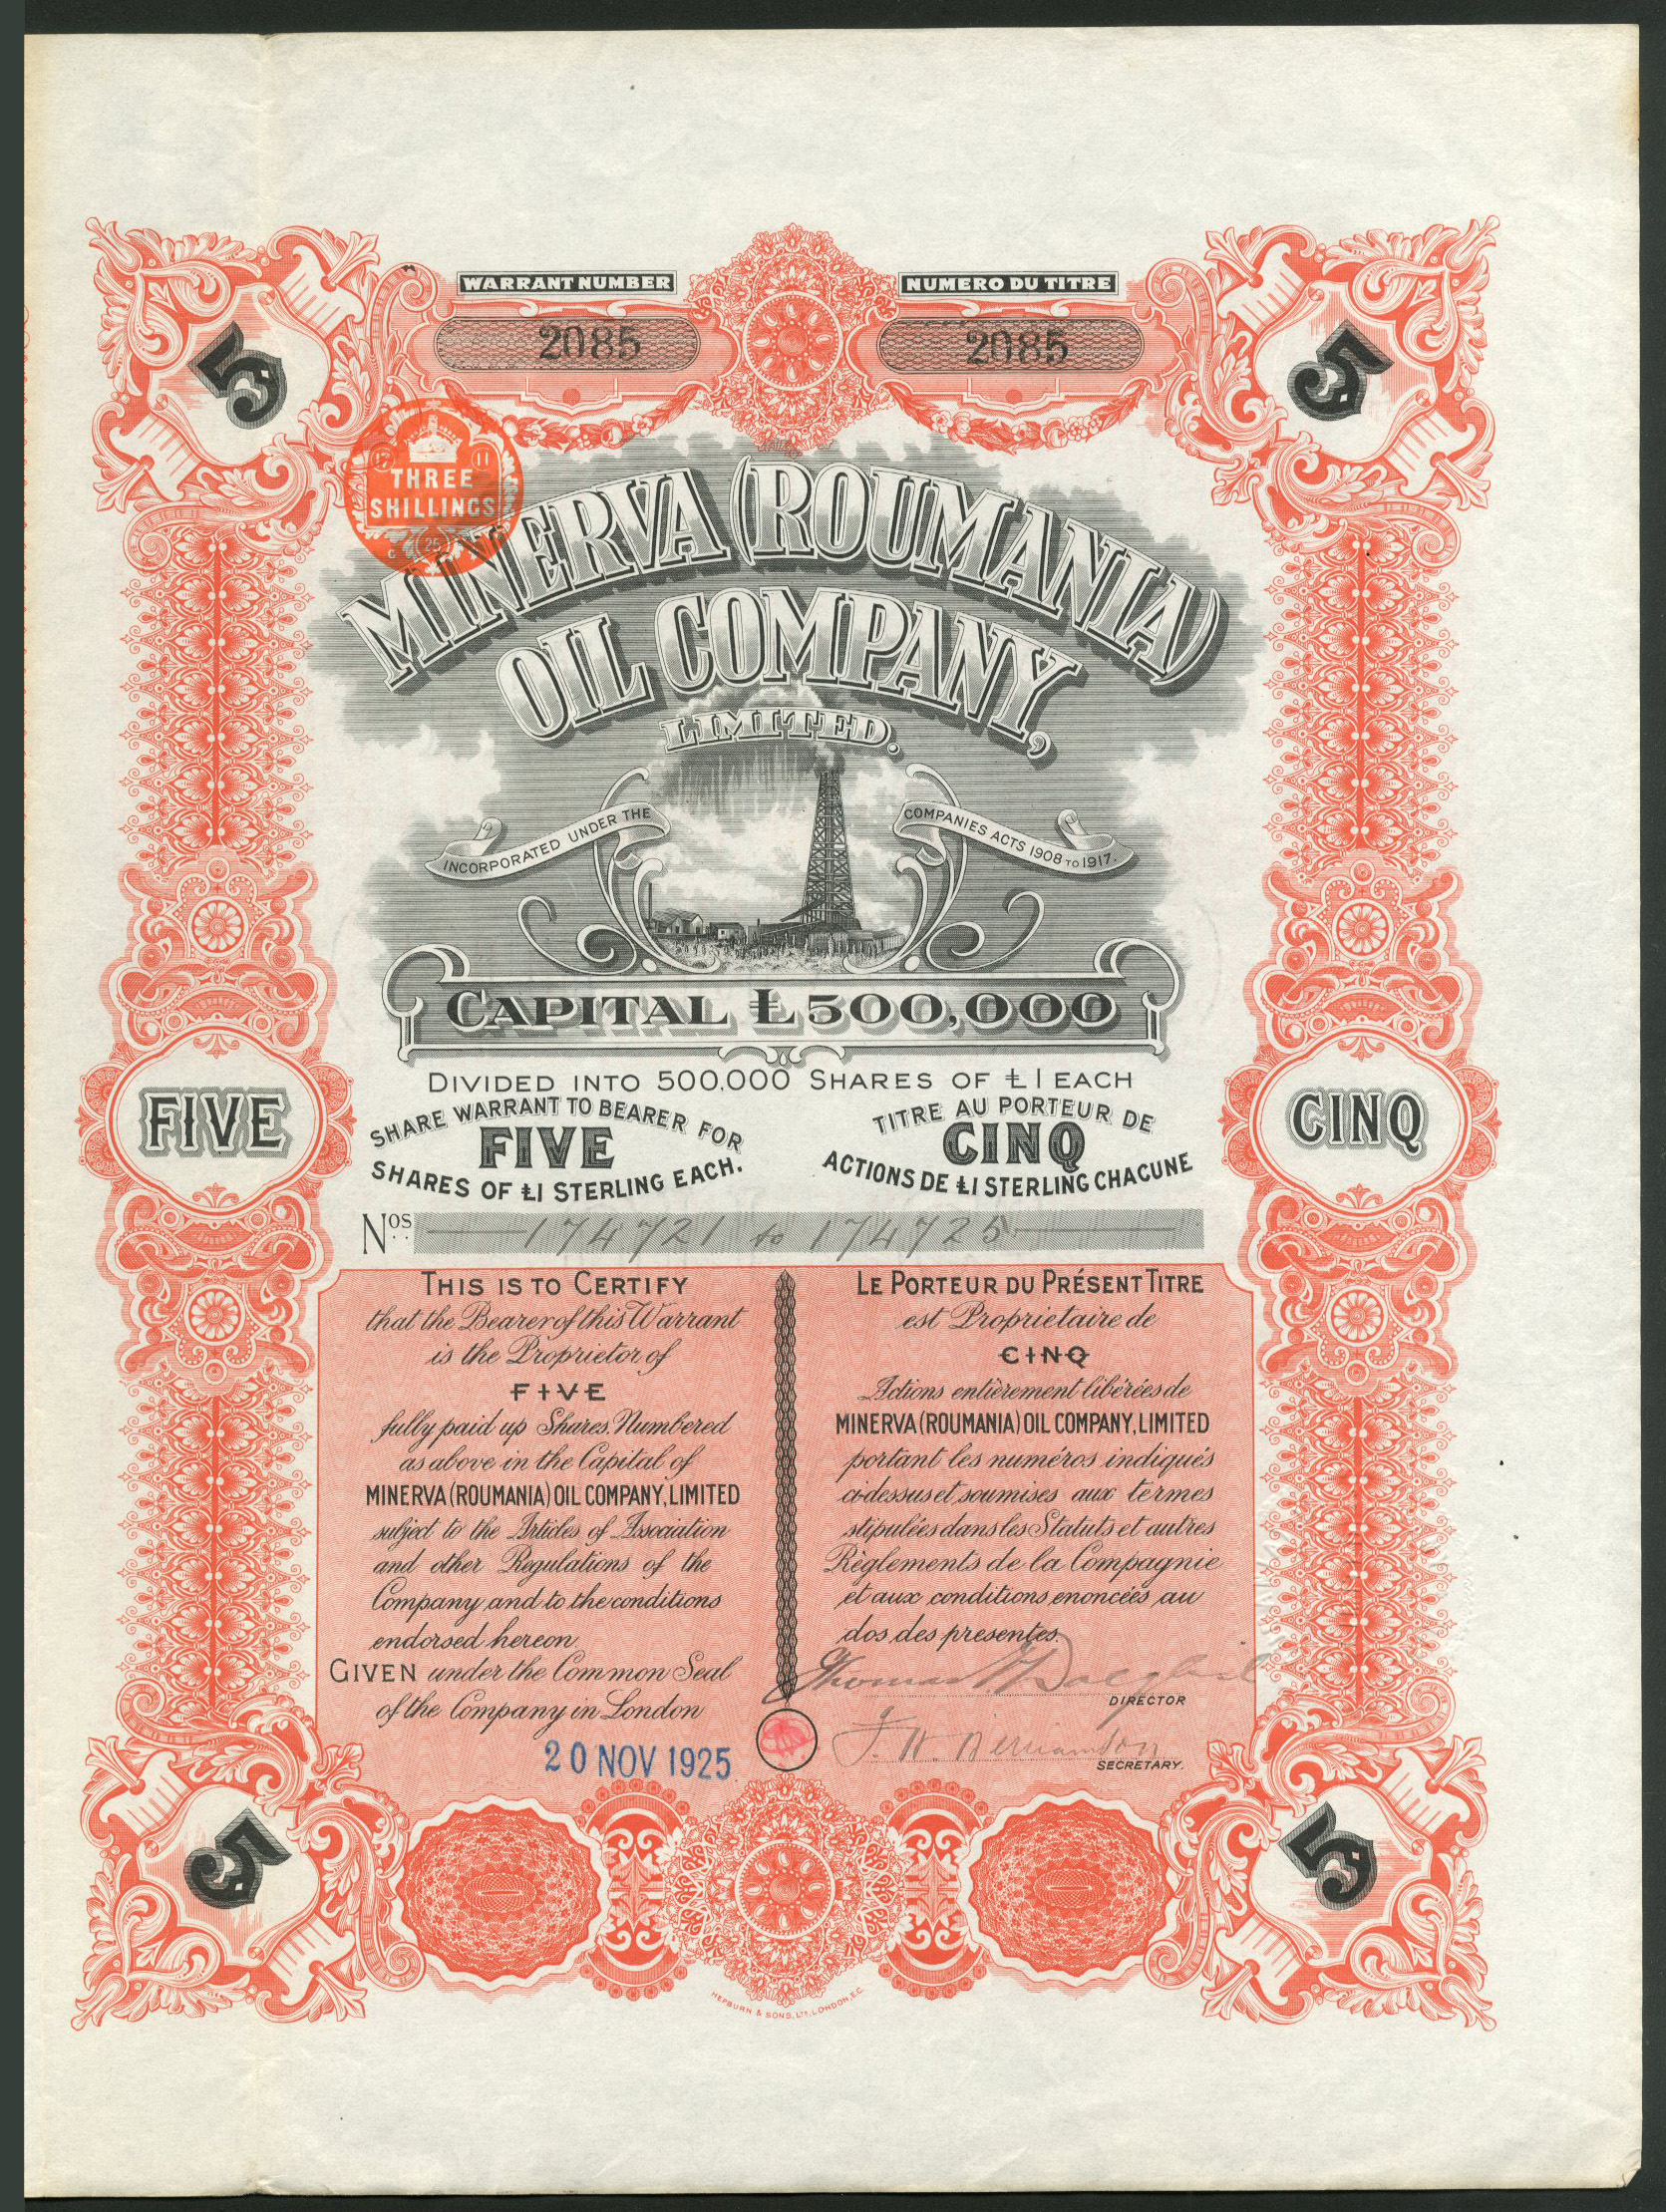 WARRANT NUMBER
NUMERO DU TITRE
2085
2085
5
5
17 11
THREE
SHILLINGS
G 25
MINERVA (ROUMANIA)
OIL COMPANY,
LIMITED.
INCORPORATED UNDER THE
COMPANIES ACTS 1908 TO 1917.
CAPITAL £500,000
DIVIDED INTO 500,000 SHARES OF £1 EACH
SHARE WARRANT TO BEARER FOR
FIVE
SHARES OF £1 STERLING EACH.
TITRE AU PORTEUR DE
CINQ
ACTIONS DE £1 STERLING CHACUNE
FIVE
CINQ
Nos. 174721 to 174725
THIS IS TO CERTIFY
that the Bearer of this Warrant
is the Proprietor of
FIVE
fully paid up Shares, Numbered
as above in the Capital of
MINERVA (ROUMANIA) OIL COMPANY, LIMITED
subject to the Articles of Association
and other Regulations of the
Company, and to the conditions
endorsed hereon.
GIVEN under the Common Seal
of the Company in London
20 NOV 1925
LE PORTEUR DU PRÉSENT TITRE
est Proprietaire de
CINQ
Actions entièrement libérées de
MINERVA (ROUMANIA) OIL COMPANY, LIMITED
portant les numéros indiqués
ci-dessus et soumises aux termes
stipulées dans les Statuts et autres
Règlements de la Compagnie
et aux conditions enoncées au
dos des presentes.
Thomas
DIRECTOR
SECRETARY.
5
5
HEPBURN & SONS, LTD., LONDON, E.C.